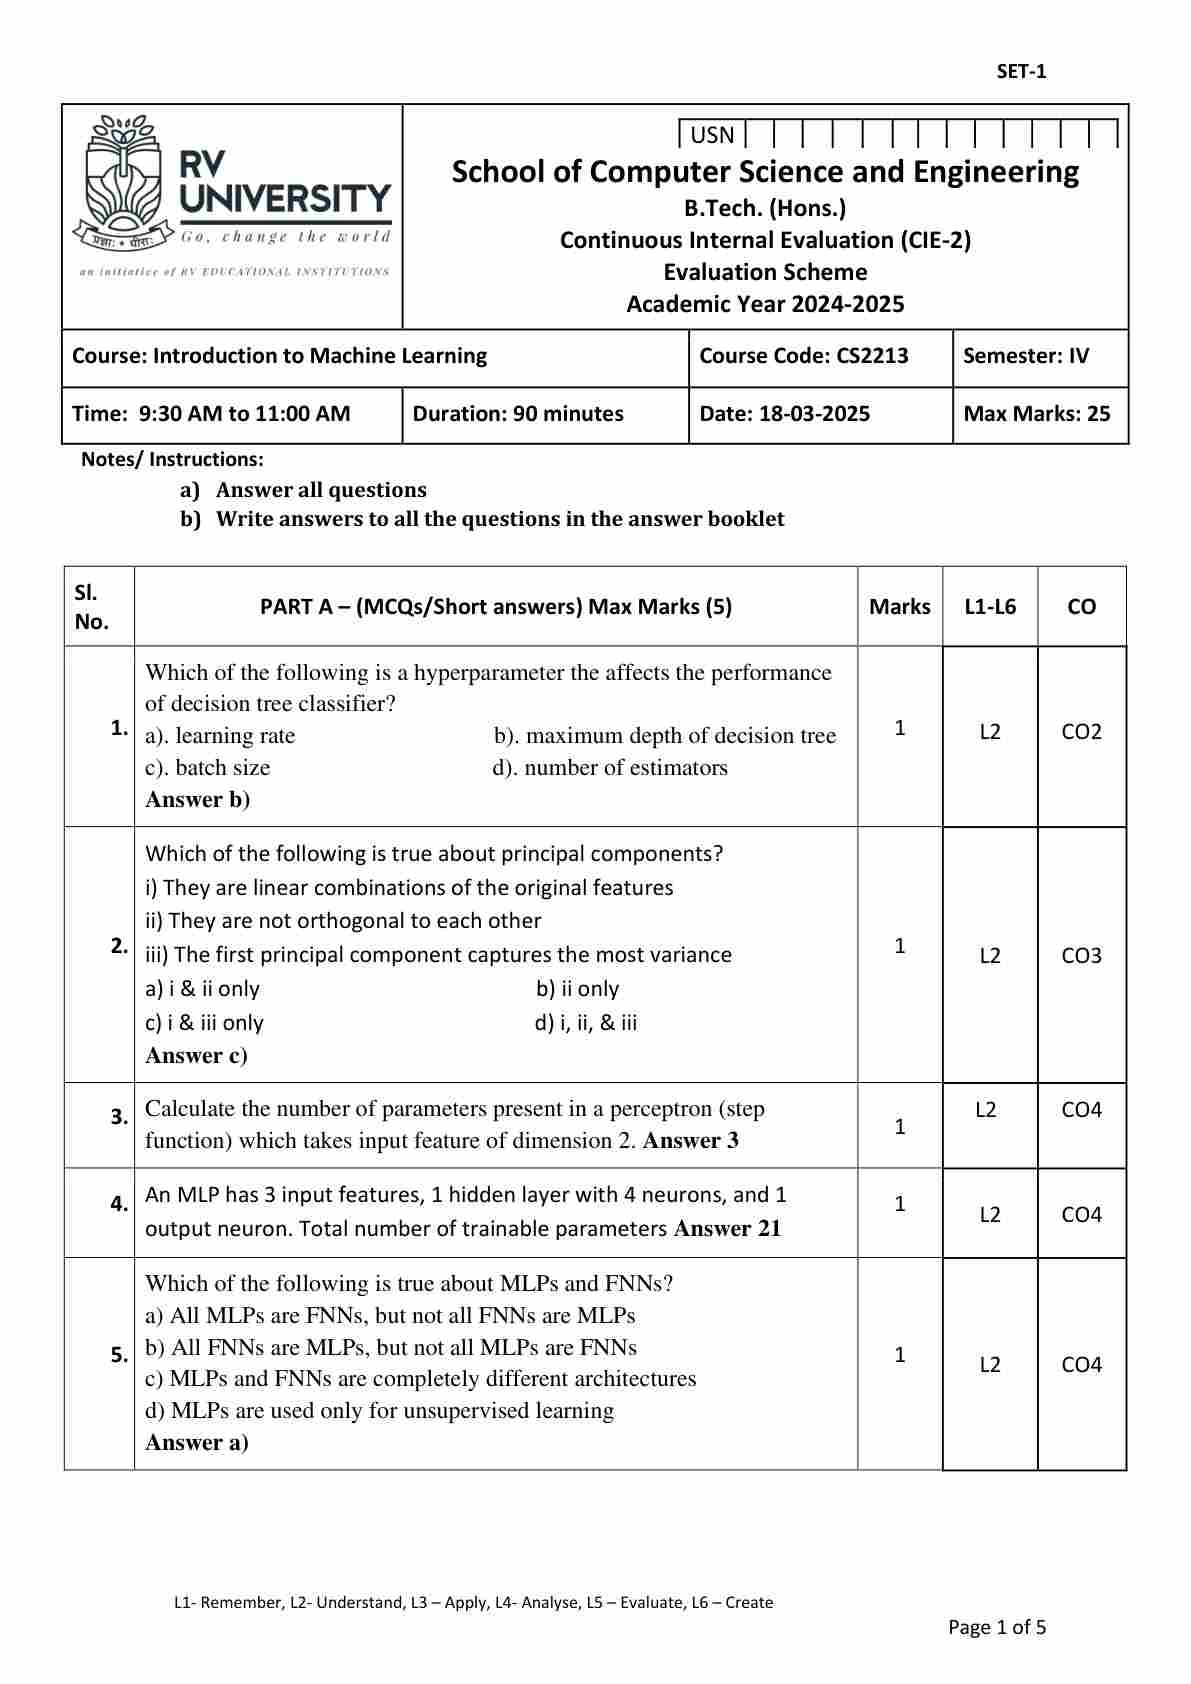 SET-1
RV
UNIVERSITY
Go, change the world
an initiative of RV EDUCATIONAL INSTITUTIONS
प्रज्ञाः ⋆ धीराः
USN
School of Computer Science and Engineering
B.Tech. (Hons.)
Continuous Internal Evaluation (CIE-2)
Evaluation Scheme
Academic Year 2024-2025
Course: Introduction to Machine Learning
Course Code: CS2213
Semester: IV
Time: 9:30 AM to 11:00 AM
Duration: 90 minutes
Date: 18-03-2025
Max Marks: 25
Notes/ Instructions:
a) Answer all questions
b) Write answers to all the questions in the answer booklet
Sl.
No.
PART A – (MCQs/Short answers) Max Marks (5)
Marks
L1-L6
CO
1.
Which of the following is a hyperparameter the affects the performance
of decision tree classifier?
a). learning rate b). maximum depth of decision tree
c). batch size d). number of estimators
Answer b)
1
L2
CO2
2.
Which of the following is true about principal components?
i) They are linear combinations of the original features
ii) They are not orthogonal to each other
iii) The first principal component captures the most variance
a) i & ii only b) ii only
c) i & iii only d) i, ii, & iii
Answer c)
1
L2
CO3
3.
Calculate the number of parameters present in a perceptron (step
function) which takes input feature of dimension 2. Answer 3
1
L2
CO4
4.
An MLP has 3 input features, 1 hidden layer with 4 neurons, and 1
output neuron. Total number of trainable parameters Answer 21
1
L2
CO4
5.
Which of the following is true about MLPs and FNNs?
a) All MLPs are FNNs, but not all FNNs are MLPs
b) All FNNs are MLPs, but not all MLPs are FNNs
c) MLPs and FNNs are completely different architectures
d) MLPs are used only for unsupervised learning
Answer a)
1
L2
CO4
L1- Remember, L2- Understand, L3 – Apply, L4- Analyse, L5 – Evaluate, L6 – Create
Page 1 of 5